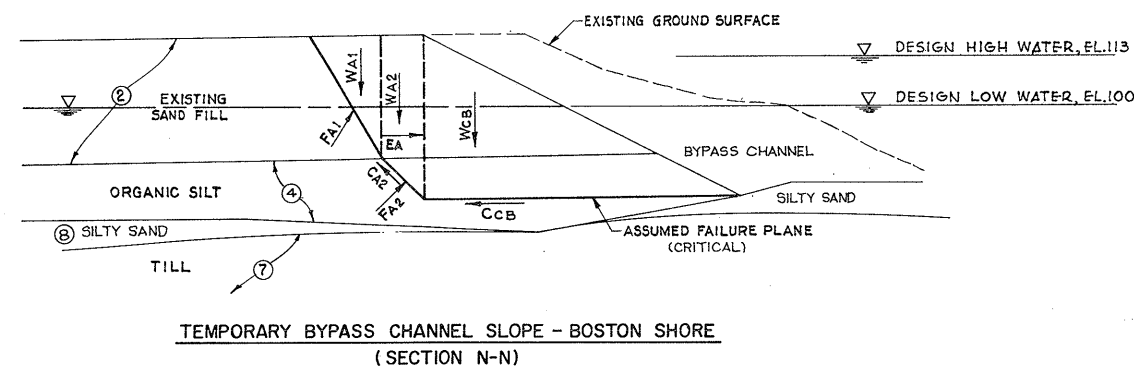 EXISTING GROUND SURFACE
DESIGN HIGH WATER, EL.113
WA1
WA2
2
EXISTING
SAND FILL
DESIGN LOW WATER, EL.100
FA1
WCB
EA
BYPASS CHANNEL
CA2
ORGANIC SILT
4
FA2
CCB
SILTY SAND
8 SILTY SAND
ASSUMED FAILURE PLANE
(CRITICAL)
TILL
7
TEMPORARY BYPASS CHANNEL SLOPE - BOSTON SHORE
(SECTION N-N)